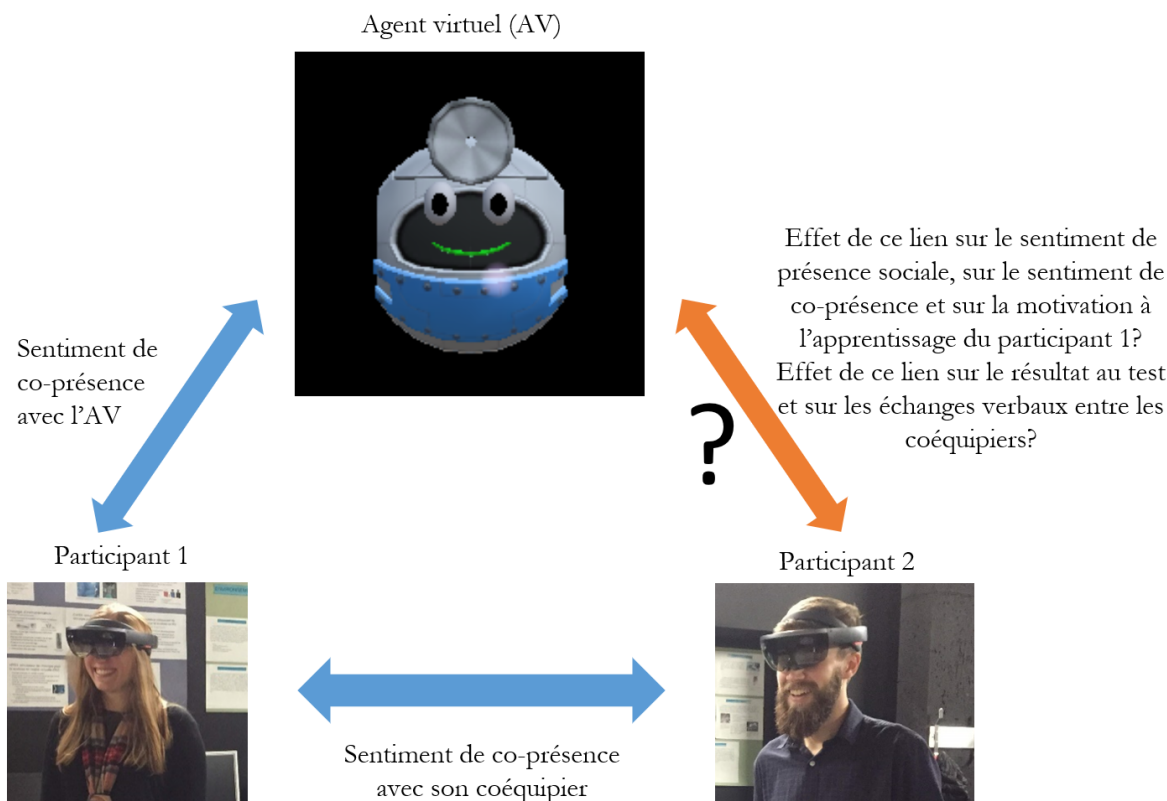 Agent virtuel (AV)
Effet de ce lien sur le sentiment de
présence sociale, sur le sentiment de
co-présence et sur la motivation à
l’apprentissage du participant 1?
Effet de ce lien sur le résultat au test
et sur les échanges verbaux entre les
coéquipiers?
Sentiment de
co-présence
avec l’AV
?
Participant 1
Participant 2
Sentiment de co-présence
avec son coéquipier